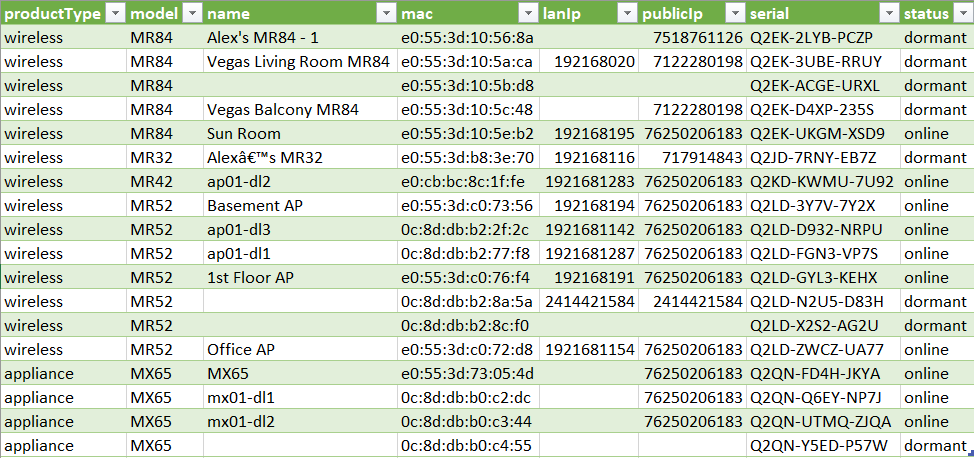 productType model name mac lanIp publicIp serial status
wireless MR84 Alex's MR84 - 1 e0:55:3d:10:56:8a 7518761126 Q2EK-2LYB-PCZP dormant
wireless MR84 Vegas Living Room MR84 e0:55:3d:10:5a:ca 192168020 7122280198 Q2EK-3UBE-RRUY dormant
wireless MR84 e0:55:3d:10:5b:d8 Q2EK-ACGE-URXL dormant
wireless MR84 Vegas Balcony MR84 e0:55:3d:10:5c:48 7122280198 Q2EK-D4XP-235S dormant
wireless MR84 Sun Room e0:55:3d:10:5e:b2 192168195 76250206183 Q2EK-UKGM-XSD9 online
wireless MR32 Alexâ€™s MR32 e0:55:3d:b8:3e:70 192168116 717914843 Q2JD-7RNY-EB7Z dormant
wireless MR42 ap01-dl2 e0:cb:bc:8c:1f:fe 1921681283 76250206183 Q2KD-KWMU-7U92 online
wireless MR52 Basement AP e0:55:3d:c0:73:56 192168194 76250206183 Q2LD-3Y7V-7Y2X online
wireless MR52 ap01-dl3 0c:8d:db:b2:2f:2c 1921681142 76250206183 Q2LD-D932-NRPU online
wireless MR52 ap01-dl1 0c:8d:db:b2:77:f8 1921681287 76250206183 Q2LD-FGN3-VP7S online
wireless MR52 1st Floor AP e0:55:3d:c0:76:f4 192168191 76250206183 Q2LD-GYL3-KEHX online
wireless MR52 0c:8d:db:b2:8a:5a 2414421584 2414421584 Q2LD-N2U5-D83H dormant
wireless MR52 0c:8d:db:b2:8c:f0 Q2LD-X2S2-AG2U dormant
wireless MR52 Office AP e0:55:3d:c0:72:d8 1921681154 76250206183 Q2LD-ZWCZ-UA77 online
appliance MX65 MX65 e0:55:3d:73:05:4d 76250206183 Q2QN-FD4H-JKYA online
appliance MX65 mx01-dl1 0c:8d:db:b0:c2:dc 76250206183 Q2QN-Q6EY-NP7J online
appliance MX65 mx01-dl2 0c:8d:db:b0:c3:44 76250206183 Q2QN-UTMQ-ZJQA online
appliance MX65 0c:8d:db:b0:c4:55 Q2QN-Y5ED-P57W dormant